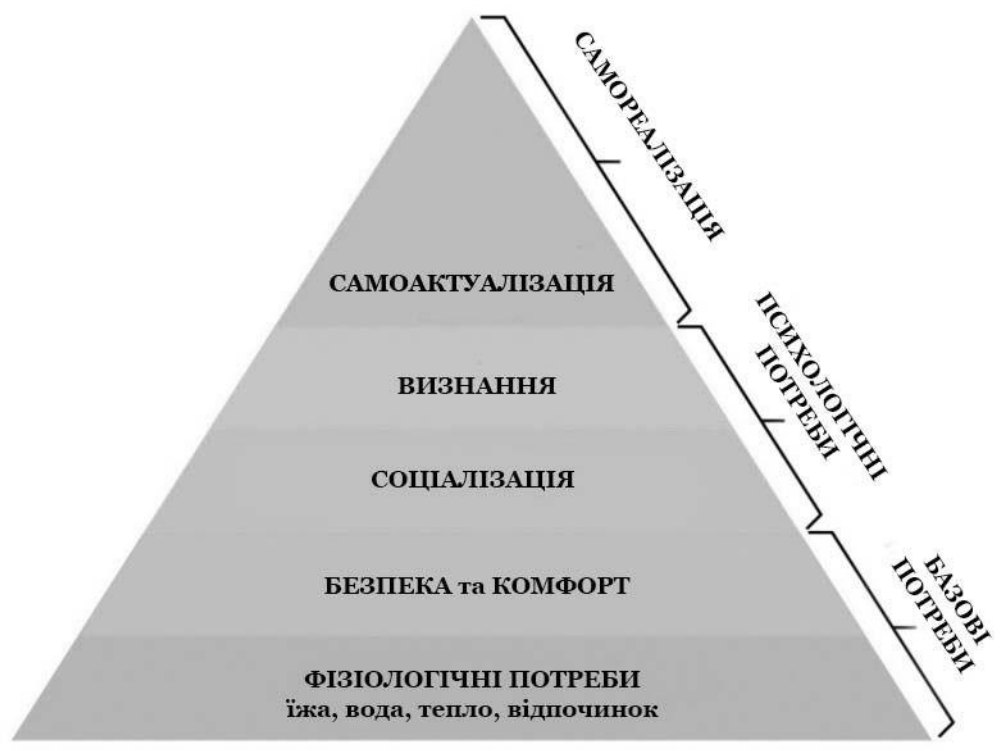 САМОРЕАЛІЗАЦІЯ
САМОАКТУАЛІЗАЦІЯ
ПСИХОЛОГІЧНІ
ПОТРЕБИ
ВИЗНАННЯ
СОЦІАЛІЗАЦІЯ
БАЗОВІ
ПОТРЕБИ
БЕЗПЕКА та КОМФОРТ
ФІЗІОЛОГІЧНІ ПОТРЕБИ
їжа, вода, тепло, відпочинок